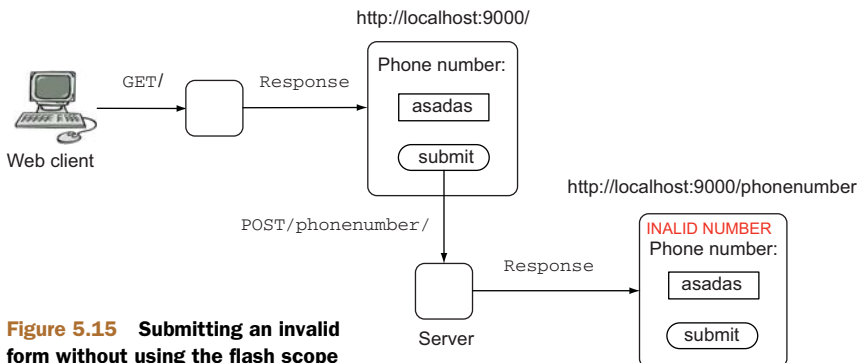 http://localhost:9000/
Phone number:
GET/
Response
asadas
submit
Web client
http://localhost:9000/phonenumber
POST/phonenumber/
INALID NUMBER
Phone number:
Response
asadas
submit
Server
Figure 5.15 Submitting an invalid
form without using the flash scope